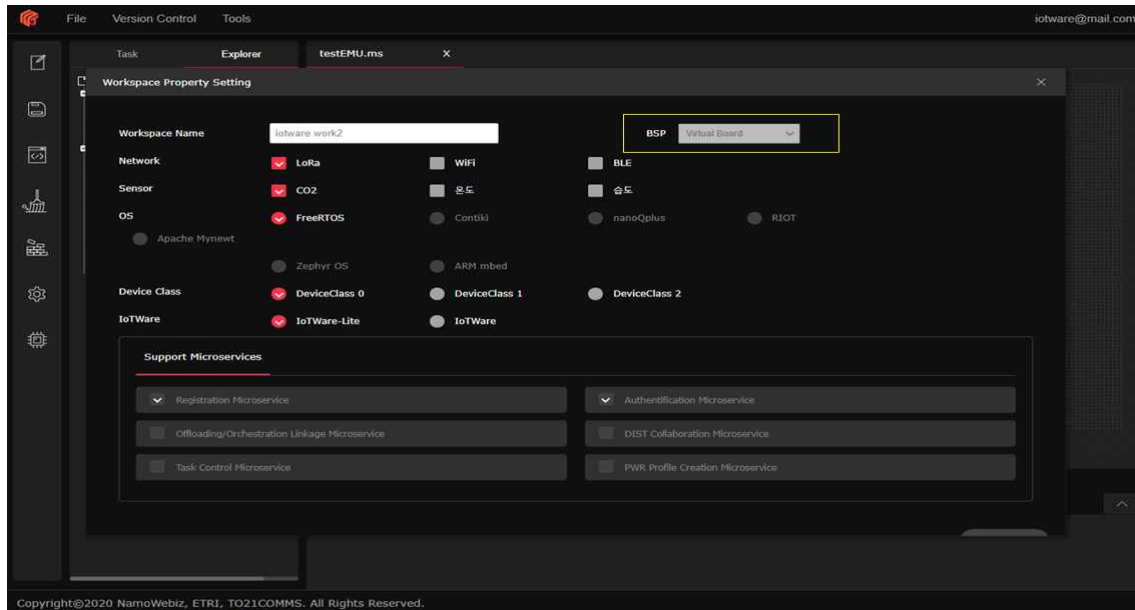 File Version Control Tools iotware@mail.com
Task Explorer testEMU.ms X
Workspace Property Setting
Workspace Name iotware work2 BSP Virtual Board
Network LoRa WiFi BLE
Sensor CO2 온도 습도
OS FreeRTOS Contiki nanoQplus RIOT
Apache Mynewt
Zephyr OS ARM mbed
Device Class DeviceClass 0 DeviceClass 1 DeviceClass 2
IoTWare IoTWare-Lite IoTWare
Support Microservices
Registration Microservice Authentification Microservice
Offloading/Orchestration Linkage Microservice DIST Collaboration Microservice
Task Control Microservice PWR Profile Creation Microservice
Copyright©2020 NamoWebiz, ETRI, TO21COMMS. All Rights Reserved.